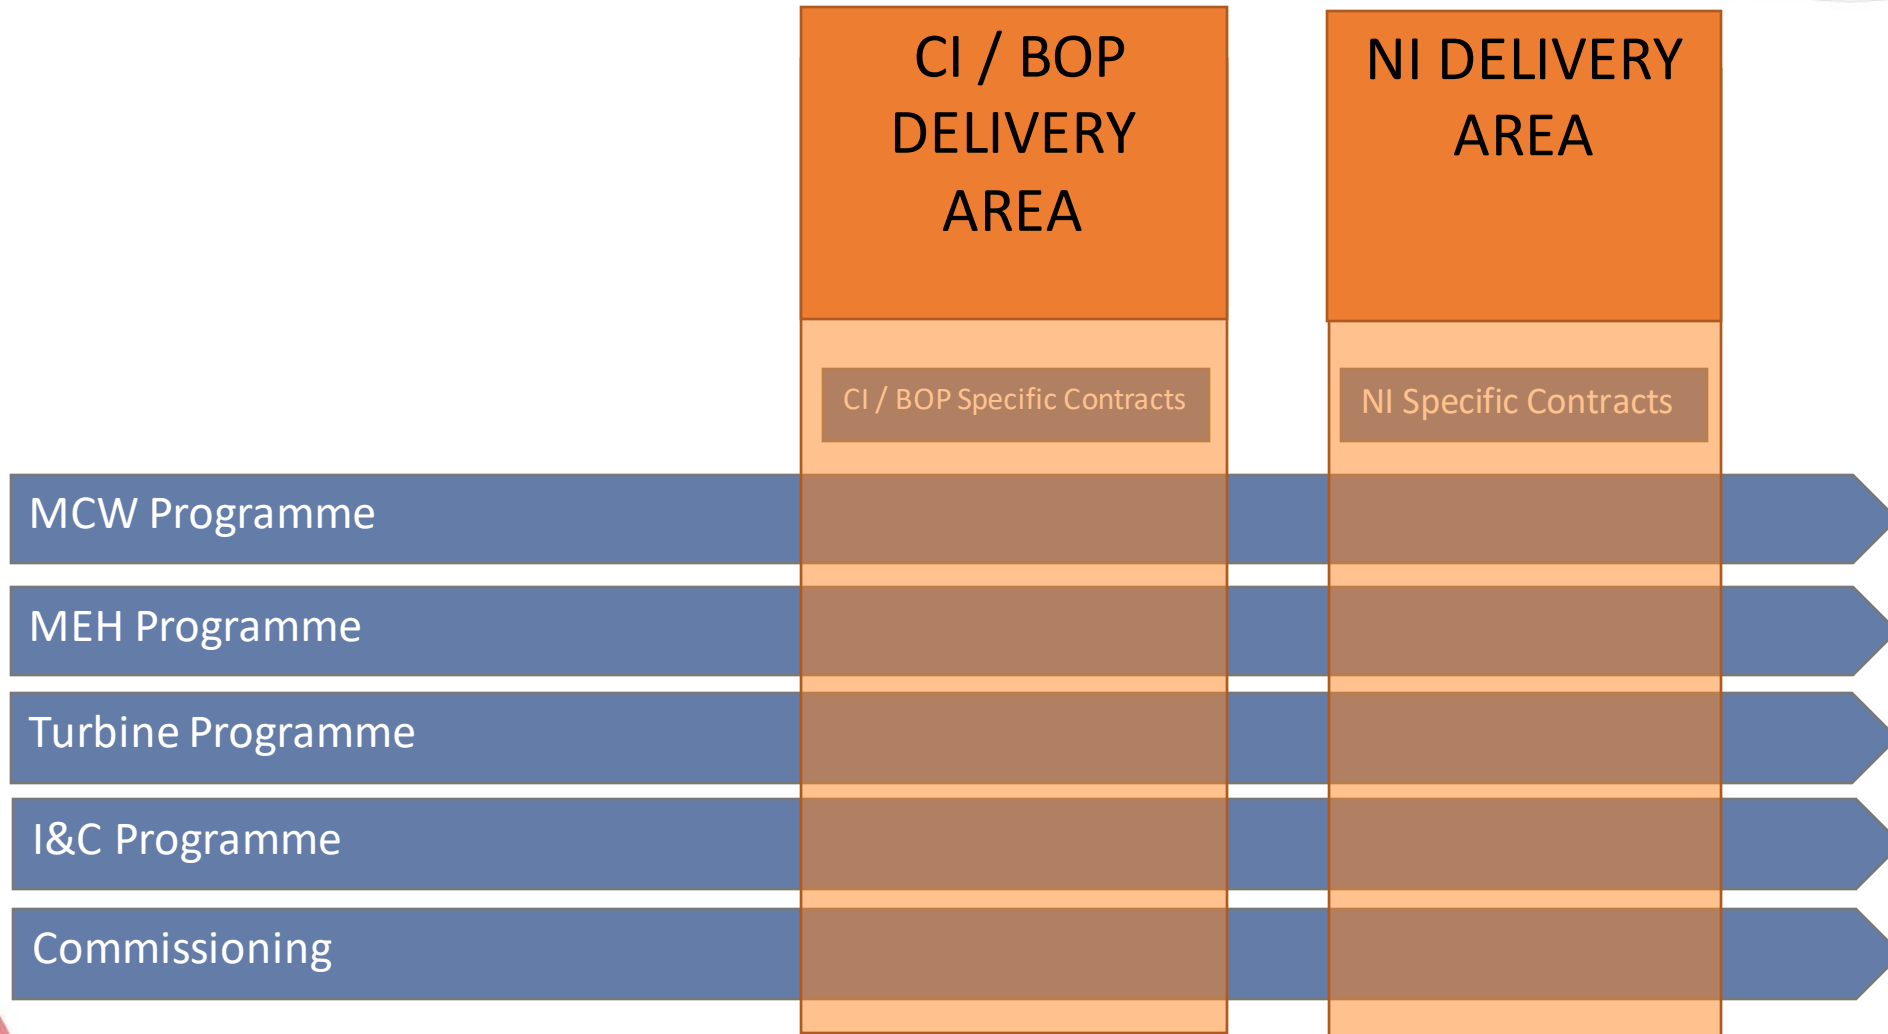 CI / BOP
DELIVERY
AREA
NI DELIVERY
AREA
CI / BOP Specific Contracts
NI Specific Contracts
MCW Programme
MEH Programme
Turbine Programme
I&C Programme
Commissioning